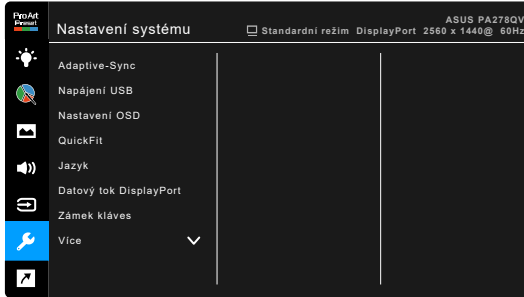 ProArt
Preset
Nastavení systému
ASUS PA278QV
Standardní režim DisplayPort 2560 x 1440@ 60Hz
Adaptive-Sync
Napájení USB
Nastavení OSD
QuickFit
Jazyk
Datový tok DisplayPort
Zámek kláves
Více